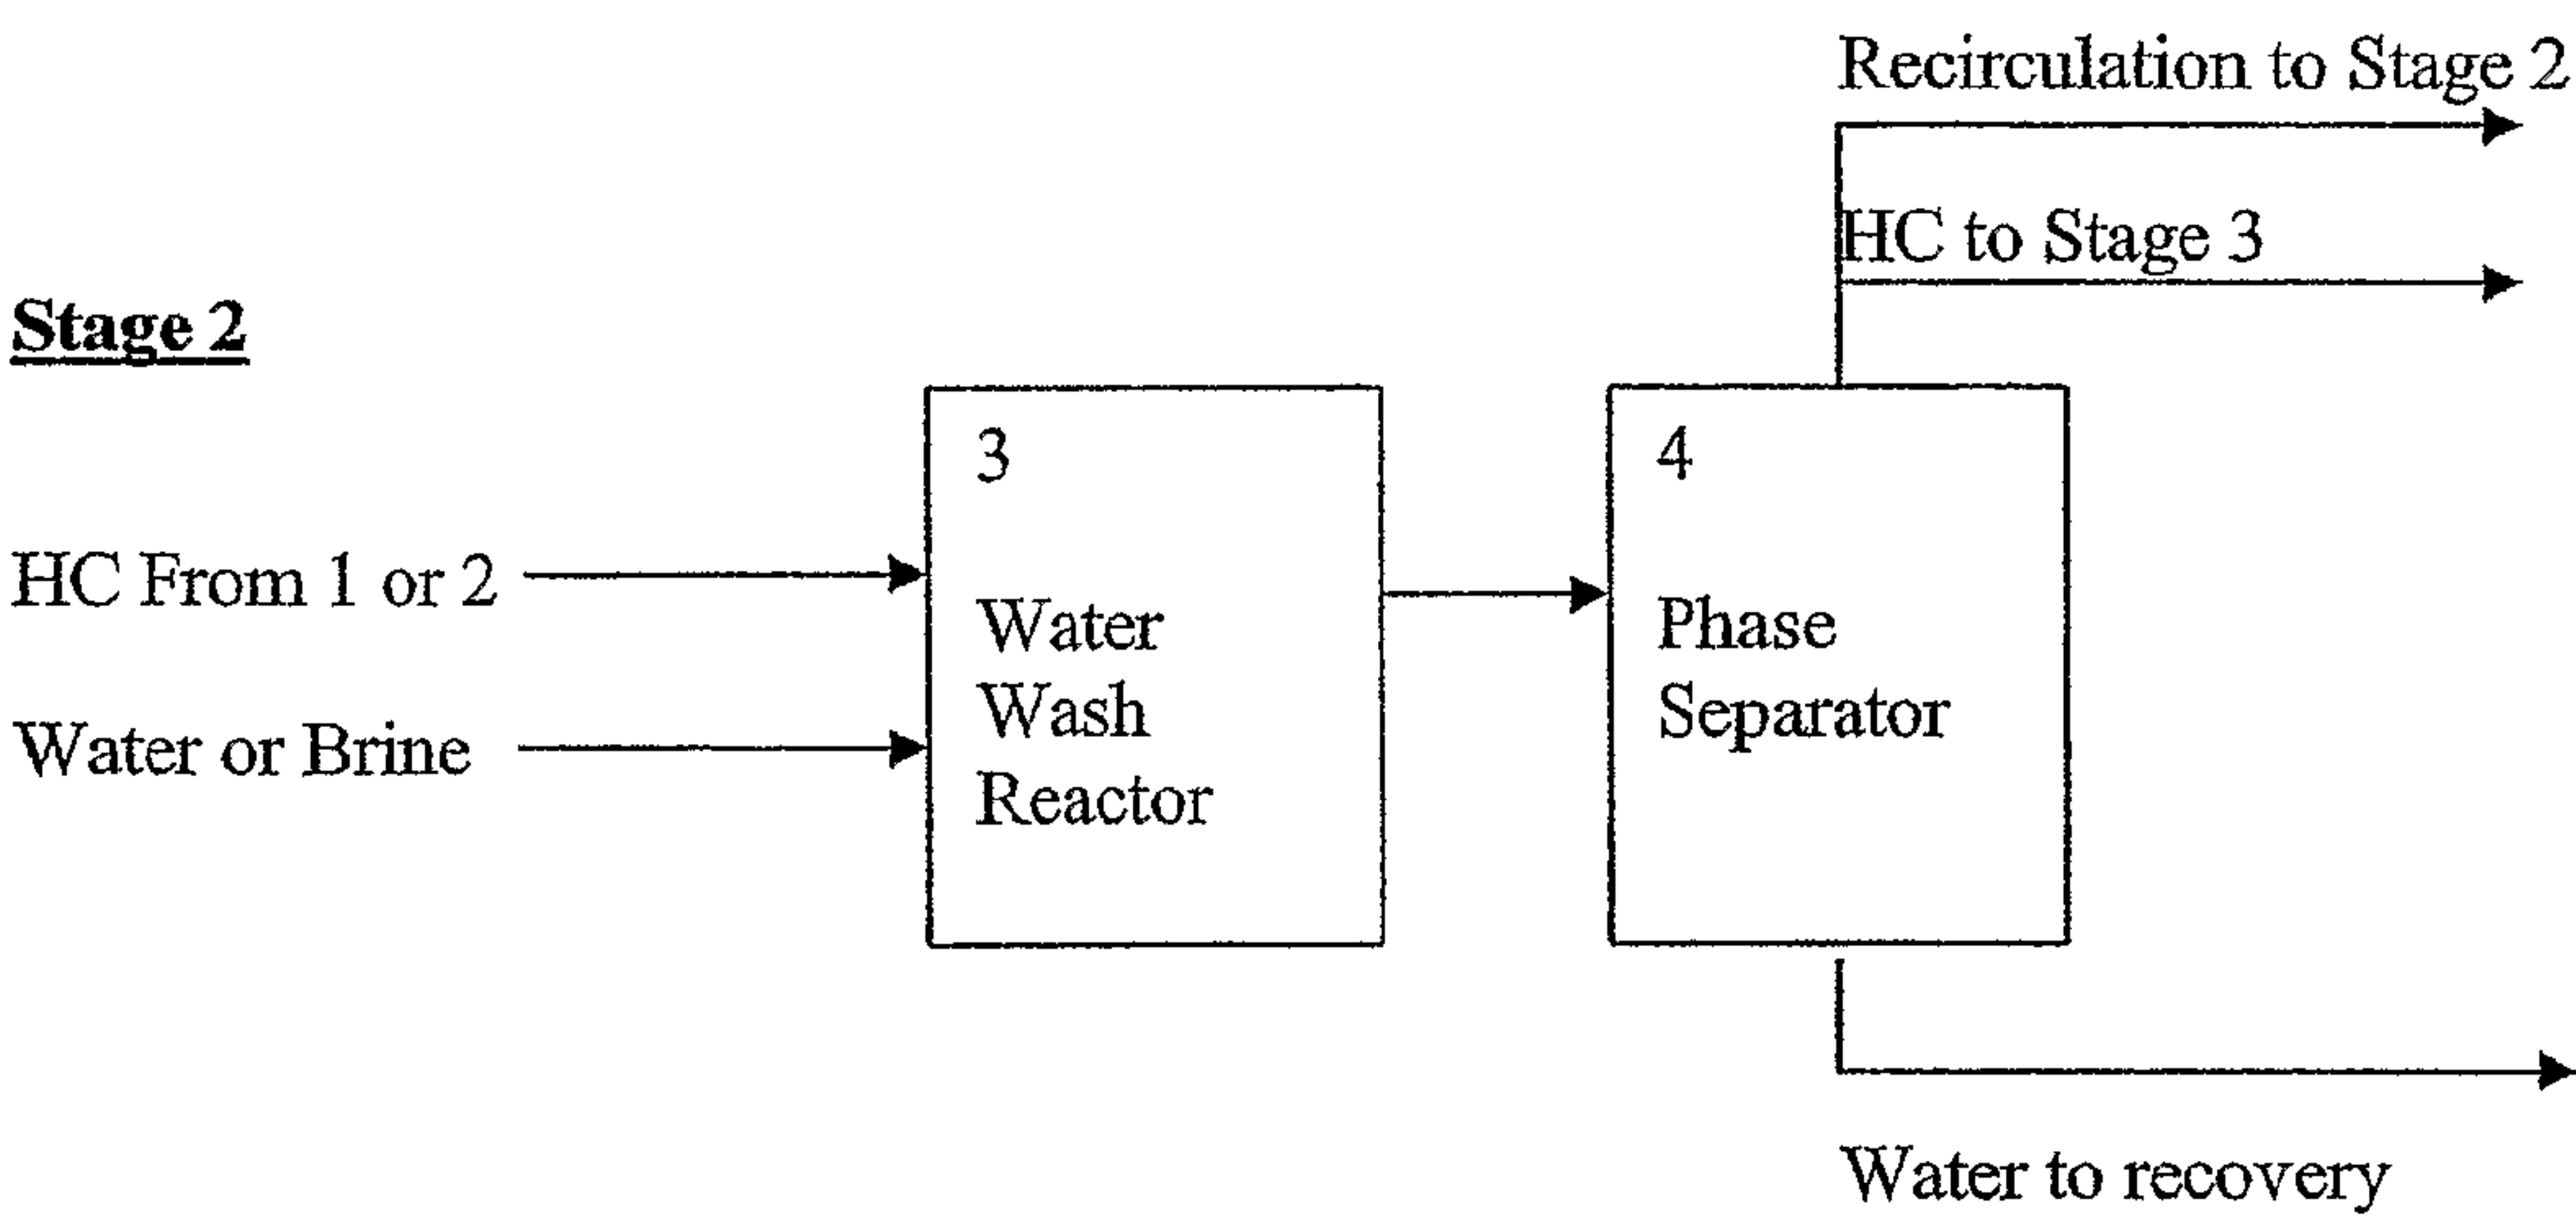 Recirculation to Stage 2
HC to Stage 3
Stage 2
HC From 1 or 2
Water or Brine
3
Water
Wash
Reactor
4
Phase
Separator
Water to recovery